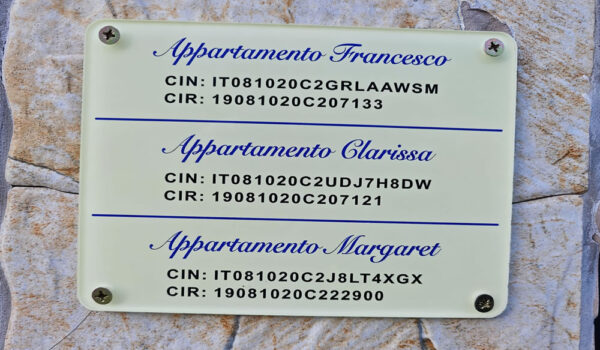 Appartamento Francesco
CIN: IT081020C2GRLAAWSM
CIR: 19081020C207133
Appartamento Clarissa
CIN: IT081020C2UDJ7H8DW
CIR: 19081020C207121
Appartamento Margaret
CIN: IT081020C2J8LT4XGX
CIR: 19081020C222900